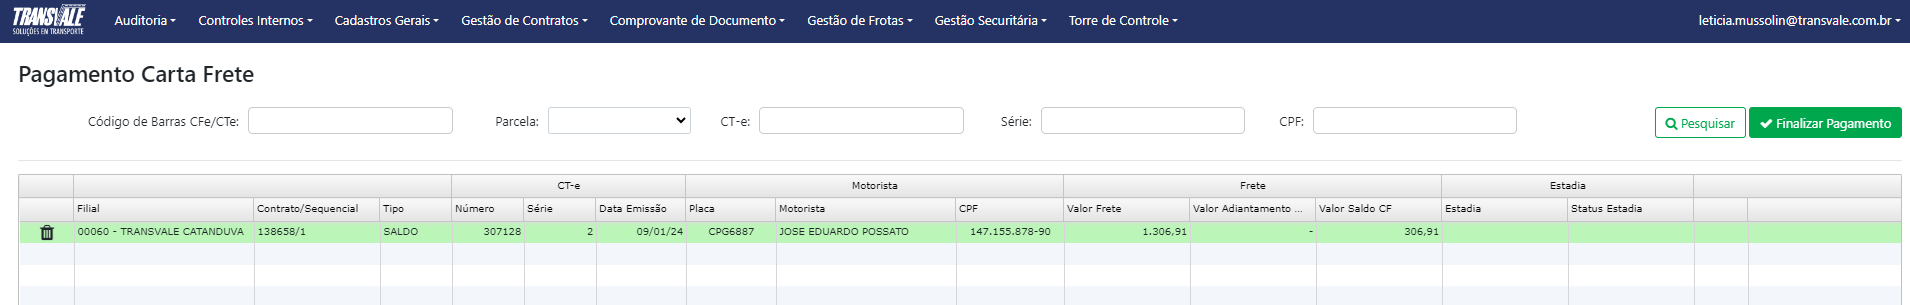 TRANSVALE
SOLUÇÕES EM TRANSPORTE
Auditoria Controles Internos Cadastros Gerais Gestão de Contratos Comprovante de Documento Gestão de Frotas Gestão Securitária Torre de Controle leticia.mussolin@transvale.com.br
Pagamento Carta Frete
Código de Barras CFe/CTe: Parcela: CT-e: Série: CPF: Pesquisar Finalizar Pagamento
CT-e Motorista Frete Estadia
Filial Contrato/Sequencial Tipo Número Série Data Emissão Placa Motorista CPF Valor Frete Valor Adiantamento ... Valor Saldo CF Estadia Status Estadia
00060 - TRANSVALE CATANDUVA 138658/1 SALDO 307128 2 09/01/24 CPG6887 JOSE EDUARDO POSSATO 147.155.878-90 1.306,91 - 306,91